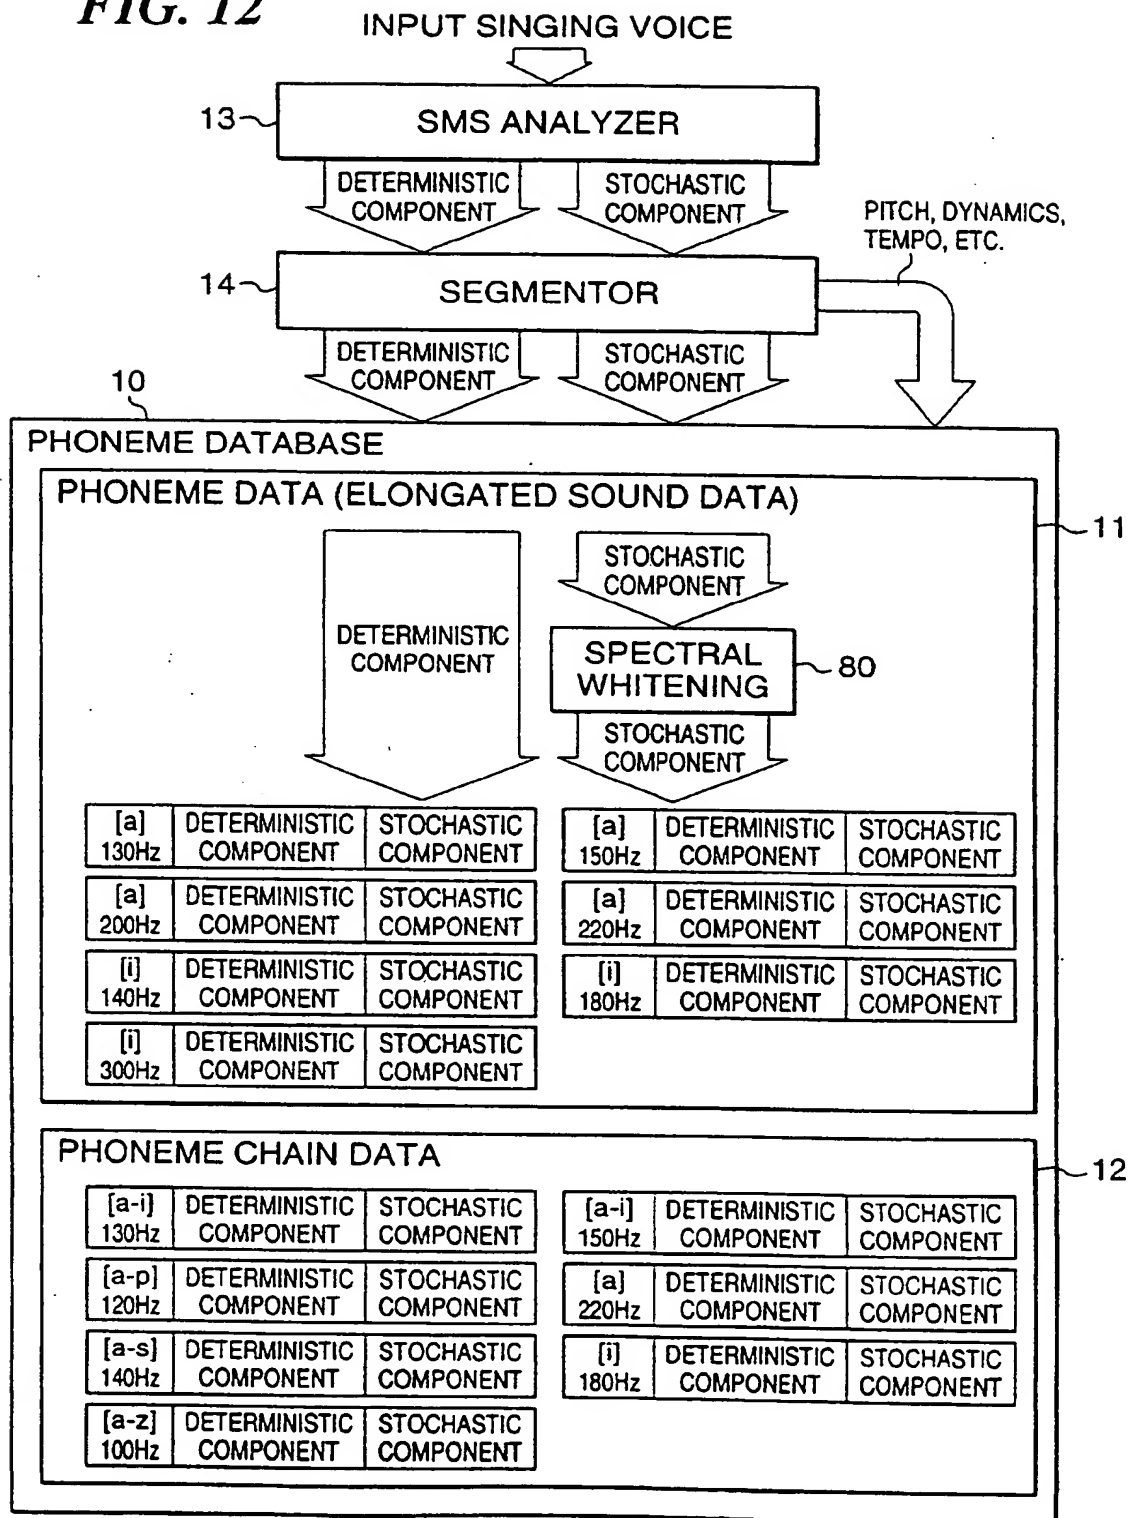 FIG. 12
INPUT SINGING VOICE
13
SMS ANALYZER
DETERMINISTIC
COMPONENT
STOCHASTIC
COMPONENT
PITCH, DYNAMICS,
TEMPO, ETC.
14
SEGMENTOR
DETERMINISTIC
COMPONENT
STOCHASTIC
COMPONENT
10
PHONEME DATABASE
PHONEME DATA (ELONGATED SOUND DATA)
11
STOCHASTIC
COMPONENT
DETERMINISTIC
COMPONENT
SPECTRAL
WHITENING
80
STOCHASTIC
COMPONENT
[a] DETERMINISTIC STOCHASTIC
130Hz COMPONENT COMPONENT
[a] DETERMINISTIC STOCHASTIC
150Hz COMPONENT COMPONENT
[a] DETERMINISTIC STOCHASTIC
200Hz COMPONENT COMPONENT
[a] DETERMINISTIC STOCHASTIC
220Hz COMPONENT COMPONENT
[i] DETERMINISTIC STOCHASTIC
140Hz COMPONENT COMPONENT
[i] DETERMINISTIC STOCHASTIC
180Hz COMPONENT COMPONENT
[i] DETERMINISTIC STOCHASTIC
300Hz COMPONENT COMPONENT
PHONEME CHAIN DATA
12
[a-i] DETERMINISTIC STOCHASTIC
130Hz COMPONENT COMPONENT
[a-i] DETERMINISTIC STOCHASTIC
150Hz COMPONENT COMPONENT
[a-p] DETERMINISTIC STOCHASTIC
120Hz COMPONENT COMPONENT
[a] DETERMINISTIC STOCHASTIC
220Hz COMPONENT COMPONENT
[a-s] DETERMINISTIC STOCHASTIC
140Hz COMPONENT COMPONENT
[i] DETERMINISTIC STOCHASTIC
180Hz COMPONENT COMPONENT
[a-z] DETERMINISTIC STOCHASTIC
100Hz COMPONENT COMPONENT